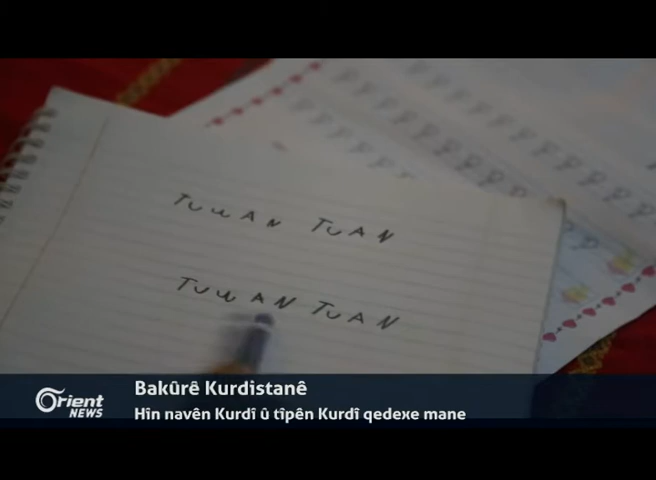 TUWAN TUAN
TUWAN TUAN
Orient NEWS
Bakûrê Kurdistanê
Hîn navên Kurdî û tîpên Kurdî qedexe mane